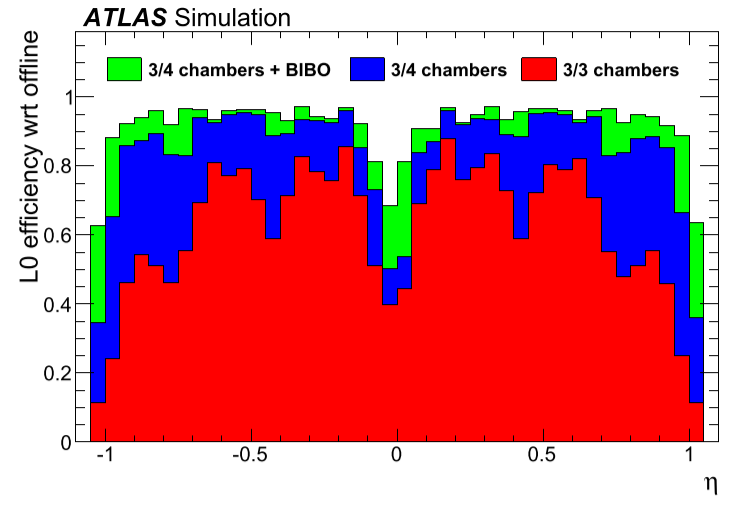 ATLAS Simulation
L0 efficiency wrt offline
3/4 chambers + BIBO
3/4 chambers
3/3 chambers
1
0.8
0.6
0.4
0.2
0
-1
-0.5
0
0.5
1
η